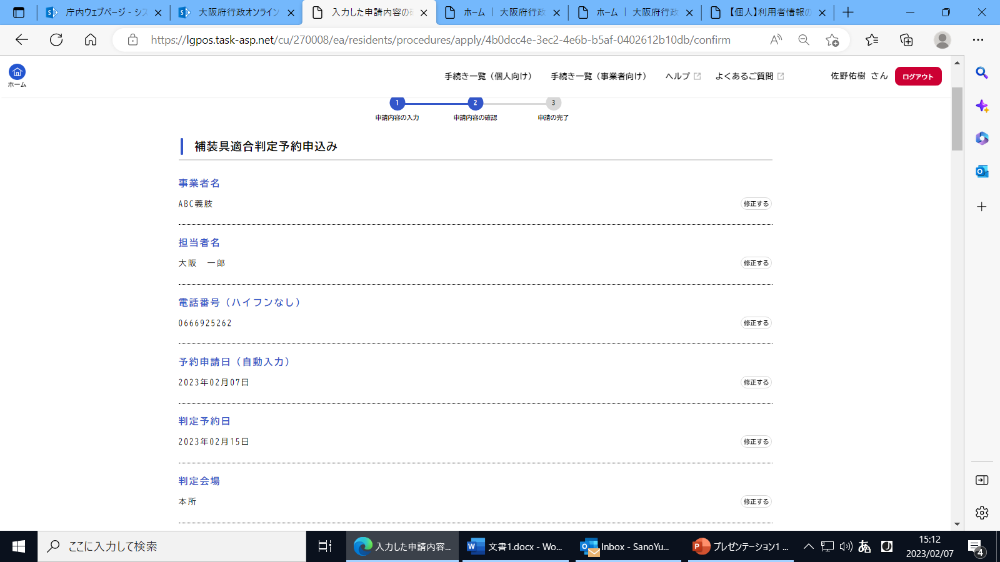 庁内ウェブページ - シス
大阪府行政オンライン
入力した申請内容の確
ホーム | 大阪府行政
ホーム | 大阪府行政
【個人】利用者情報の
https://lgpos.task-asp.net/cu/270008/ea/residents/procedures/apply/4b0dcc4e-3ec2-4e6b-b5af-0402612b10db/confirm
ホーム
手続き一覧（個人向け）
手続き一覧（事業者向け）
ヘルプ
よくあるご質問
佐野佑樹 さん
ログアウト
1
2
3
申請内容の入力
申請内容の確認
申請の完了
補装具適合判定予約申込み
事業者名
ABC義肢
修正する
担当者名
大阪　一郎
修正する
電話番号（ハイフンなし）
0666925262
修正する
予約申請日（自動入力）
2023年02月07日
修正する
判定予約日
2023年02月15日
修正する
判定会場
本所
修正する
ここに入力して検索
入力した申請内容...
文書1.docx - Wo...
Inbox - SanoYu...
プレゼンテーション1 ...
あ
15:12
2023/02/07
4